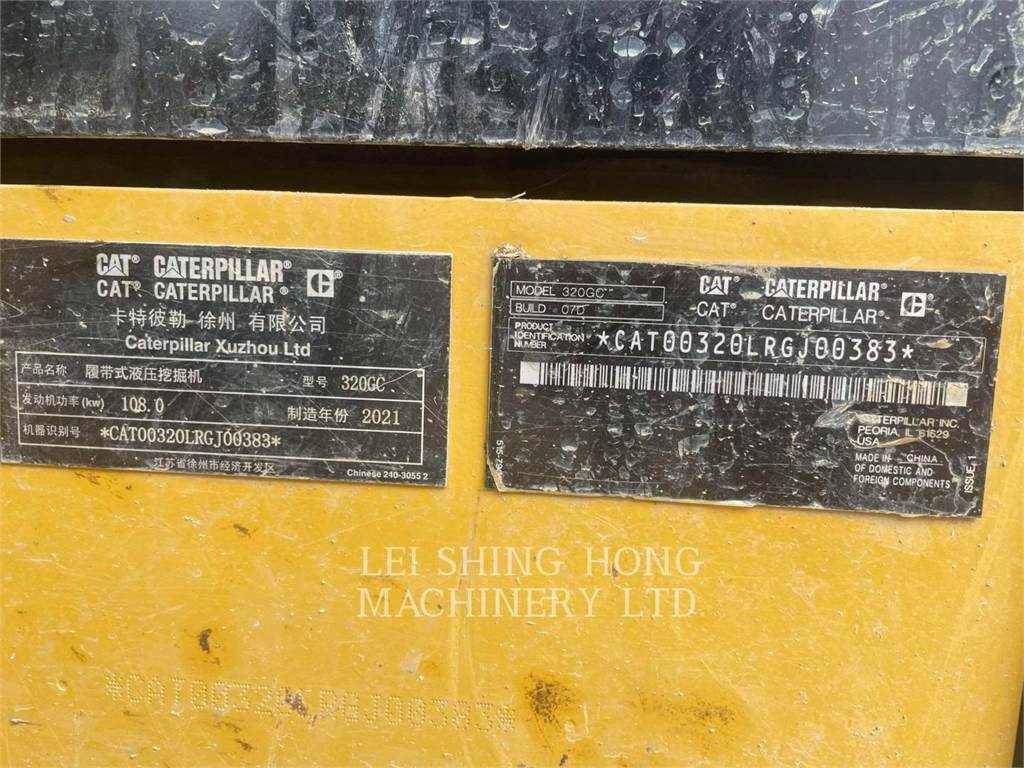 CAT® CATERPILLAR®
CAT® CATERPILLAR®
卡特彼勒 徐州 有限公司
Caterpillar Xuzhou Ltd
产品名称 履带式液压挖掘机 型号 320GC
发动机功率(kw) 108.0 制造年份 2021
机器识别号 *CAT00320LRGJ00383*
江苏省徐州市经济开发区
Chinese 240-3055 2
MODEL 320GC
BUILD 07D
CAT® CATERPILLAR®
CAT® CATERPILLAR®
PRODUCT
IDENTIFICATION
NUMBER
*CAT00320LRGJ00383*
CATERPILLAR INC.
PEORIA IL 61629
USA
MADE IN CHINA
OF DOMESTIC AND
FOREIGN COMPONENTS
ISSUE 1
LEI SHING HONG
MACHINERY LTD.
*CAT00320LRGJ00383*